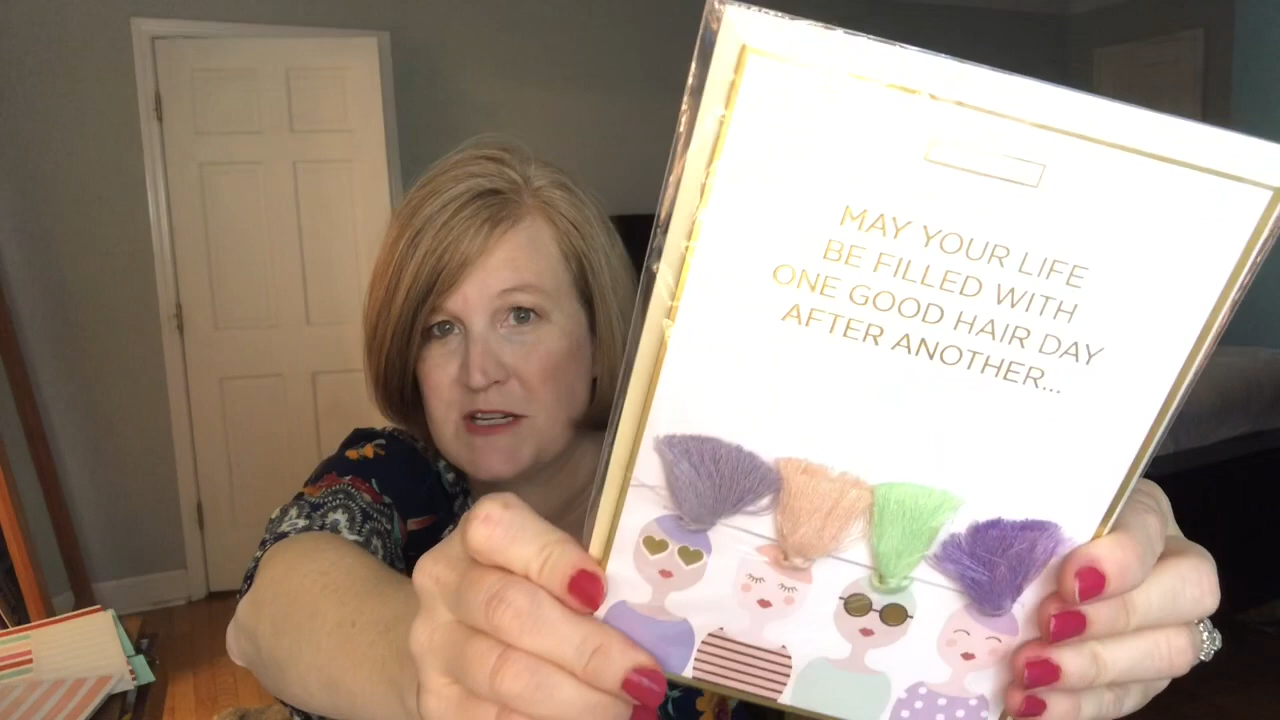 MAY YOUR LIFE
BE FILLED WITH
ONE GOOD HAIR DAY
AFTER ANOTHER...